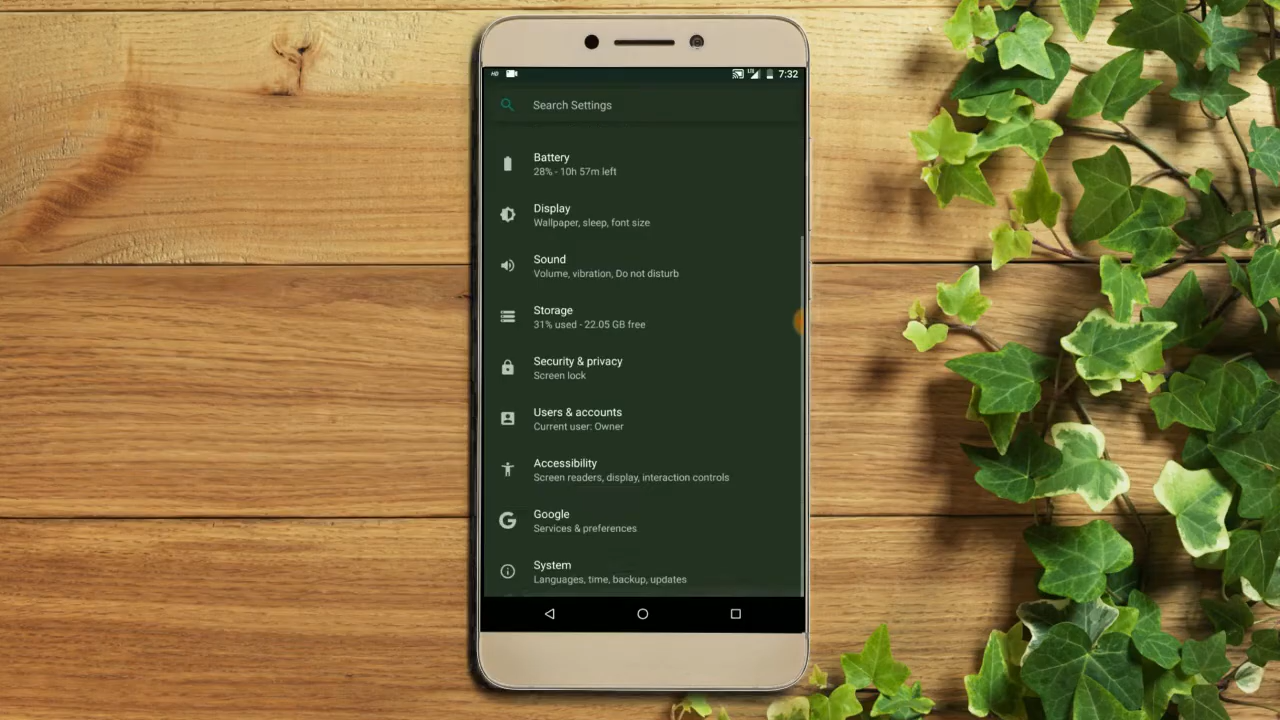 HD LTE 7:32
Search Settings
Battery
28% - 10h 57m left
Display
Wallpaper, sleep, font size
Sound
Volume, vibration, Do not disturb
Storage
31% used - 22.05 GB free
Security & privacy
Screen lock
Users & accounts
Current user: Owner
Accessibility
Screen readers, display, interaction controls
Google
Services & preferences
System
Languages, time, backup, updates